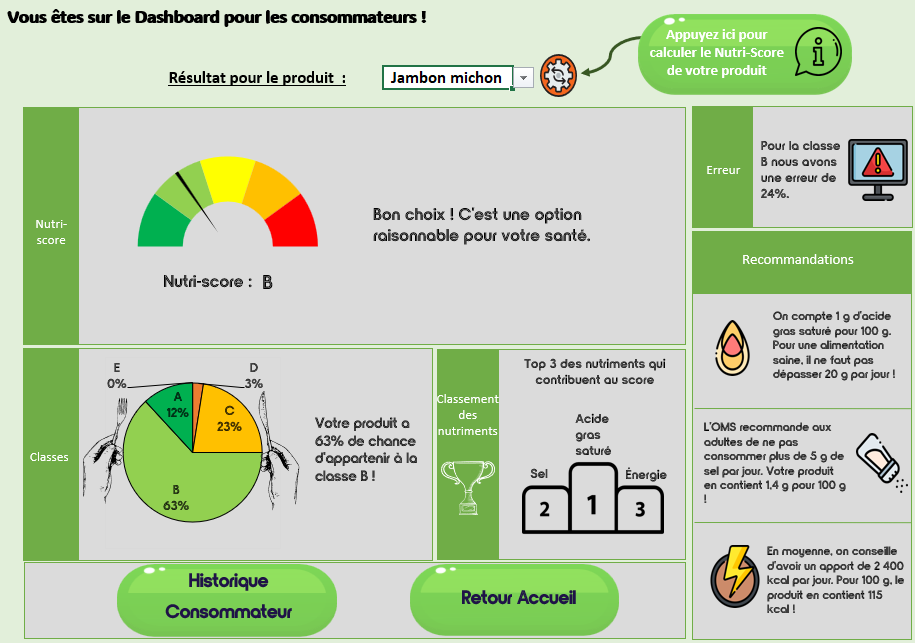 Vous êtes sur le Dashboard pour les consommateurs !
Appuyez ici pour
calculer le Nutri-Score
de votre produit
Résultat pour le produit :
Jambon michon
Nutri-
score
Nutri-score : B
Bon choix ! C'est une option
raisonnable pour votre santé.
Erreur
Pour la classe
B nous avons
une erreur de
24%.
Recommandations
On compte 1 g d'acide
gras saturé pour 100 g.
Pour une alimentation
saine, il ne faut pas
dépasser 20 g par jour !
L'OMS recommande aux
adultes de ne pas
consommer plus de 5 g de
sel par jour. Votre produit
en contient 1,4 g pour 100 g
!
En moyenne, on conseille
d'avoir un apport de 2 400
kcal par jour. Pour 100 g, le
produit en contient 115
kcal !
Classes
E
0%
D
3%
A
12%
C
23%
B
63%
Votre produit a
63% de chance
d'appartenir à la
classe B !
Classement
des
nutriments
Top 3 des nutriments qui
contribuent au score
Acide
gras
saturé
Sel
Énergie
2
1
3
Historique
Consommateur
Retour Accueil